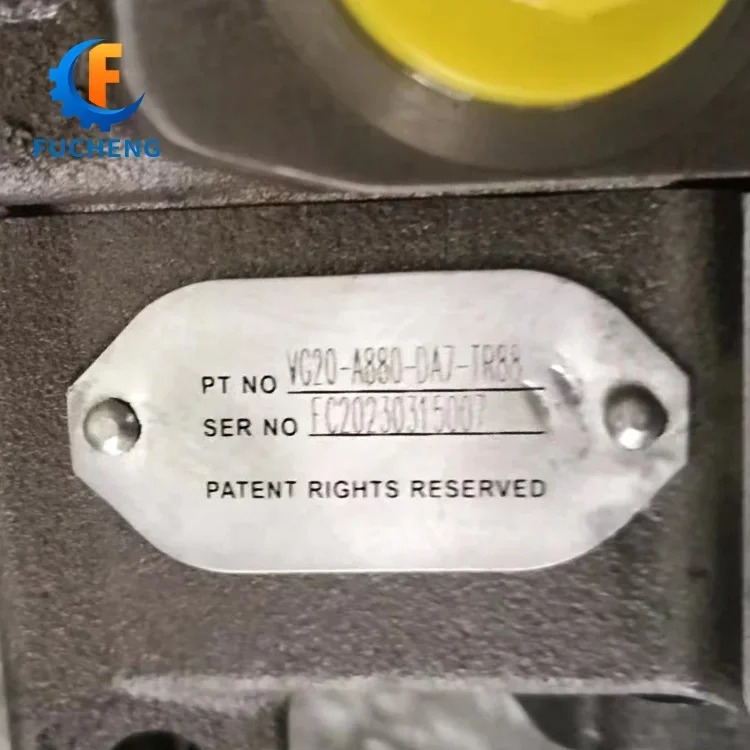 F
FUCHENG
PT NO VG20-A880-DA7-TR88
SER NO FC20230315007
PATENT RIGHTS RESERVED